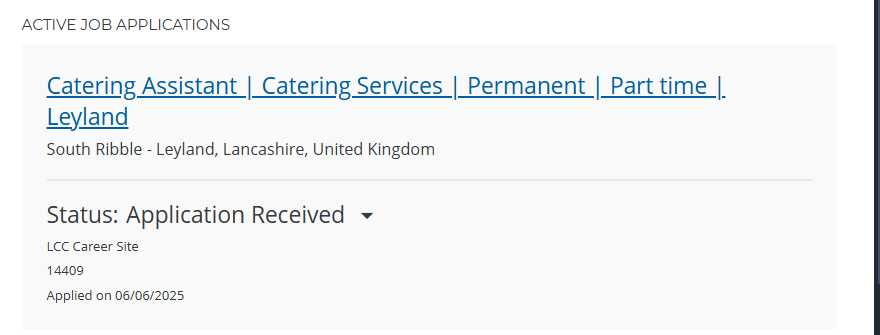 ACTIVE JOB APPLICATIONS
Catering Assistant | Catering Services | Permanent | Part time |
Leyland
South Ribble - Leyland, Lancashire, United Kingdom
Status: Application Received
LCC Career Site
14409
Applied on 06/06/2025